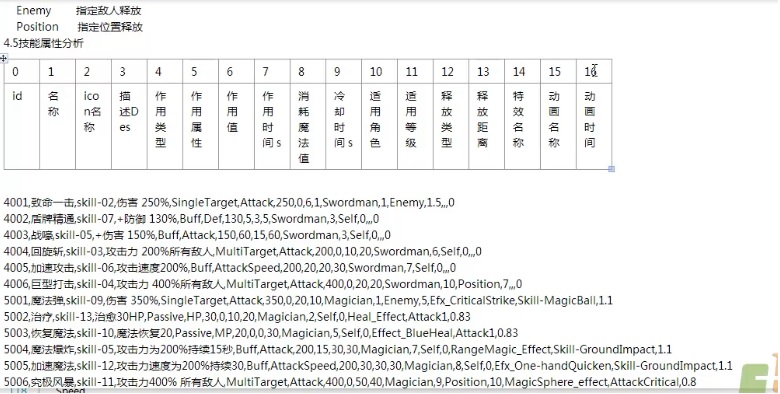 Enemy 指定敌人释放
Position 指定位置释放
4.5技能属性分析
0 1 2 3 4 5 6 7 8 9 10 11 12 13 14 15 16
id 名称 icon名称 描述Des 作用类型 作用属性 作用值 作用时间s 消耗魔法值 冷却时间s 适用角色 适用等级 释放类型 释放距离 特效名称 动画名称 动画时间
4001,致命一击,skill-02,伤害 250%,SingleTarget,Attack,250,0,6,1,Swordman,1,Enemy,1.5,,,0
4002,盾牌精通,skill-07,+防御 130%,Buff,Def,130,5,3,5,Swordman,3,Self,0,,,0
4003,战嚎,skill-05,+伤害 150%,Buff,Attack,150,60,15,60,Swordman,3,Self,0,,,0
4004,回旋斩,skill-03,攻击力 200%所有敌人,MultiTarget,Attack,200,0,10,20,Swordman,6,Self,0,,,0
4005,加速攻击,skill-06,攻击速度200%,Buff,AttackSpeed,200,20,20,30,Swordman,7,Self,0,,,0
4006,巨型打击,skill-04,攻击力 400%所有敌人,MultiTarget,Attack,400,0,20,20,Swordman,10,Position,7,,,0
5001,魔法弹,skill-09,伤害 350%,SingleTarget,Attack,350,0,20,10,Magician,1,Enemy,5,Efx_CriticalStrike,Skill-MagicBall,1.1
5002,治疗,skill-13,治愈30HP,Passive,HP,30,0,10,20,Magician,2,Self,0,Heal_Effect,Attack1,0.83
5003,恢复魔法,skill-10,魔法恢复20,Passive,MP,20,0,0,30,Magician,5,Self,0,Effect_BlueHeal,Attack1,0.83
5004,魔法爆炸,skill-05,攻击力为200%持续15秒,Buff,Attack,200,15,30,30,Magician,7,Self,0,RangeMagic_Effect,Skill-GroundImpact,1.1
5005,加速魔法,skill-12,攻击力速度为200%持续30,Buff,AttackSpeed,200,30,30,30,Magician,8,Self,0,Efx_One-handQuicken,Skill-GroundImpact,1.1
5006,究极风暴,skill-11,攻击力400% 所有敌人,MultiTarget,Attack,400,0,50,40,Magician,9,Position,10,MagicSphere_effect,AttackCritical,0.8